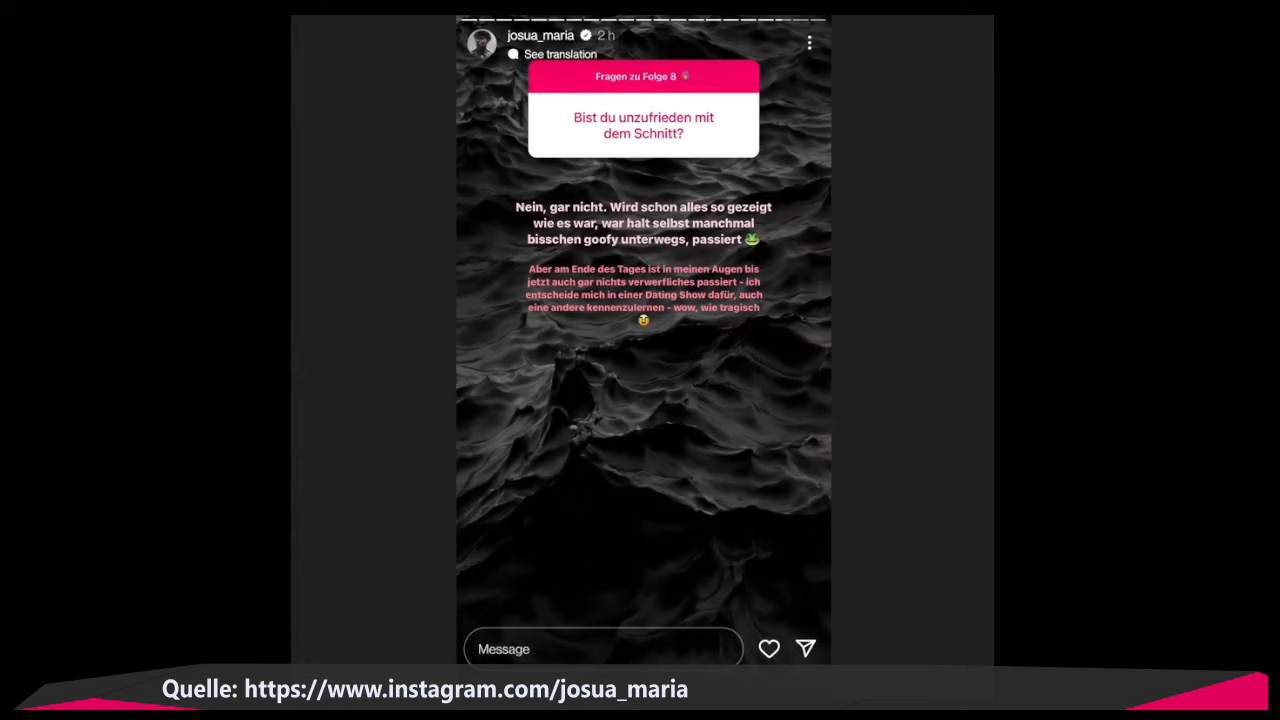 josua_maria 2 h
See translation
Fragen zu Folge 8
Bist du unzufrieden mit
dem Schnitt?
Nein, gar nicht. Wird schon alles so gezeigt
wie es war, war halt selbst manchmal
bisschen goofy unterwegs, passiert
Aber am Ende des Tages ist in meinen Augen bis
jetzt auch gar nichts verwerfliches passiert - ich
entscheide mich in einer Dating Show dafür, auch
eine andere kennenzulernen - wow, wie tragisch
Message
Quelle: https://www.instagram.com/josua_maria